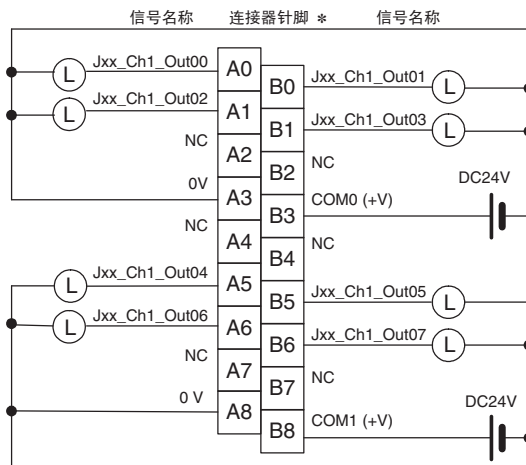 信号名称 连接器针脚 * 信号名称
L Jxx_Ch1_Out00 A0
B0 Jxx_Ch1_Out01 L
L Jxx_Ch1_Out02 A1
B1 Jxx_Ch1_Out03 L
NC A2
B2 NC
DC24V
0V A3
B3 COM0 (+V)
NC A4
B4 NC
L Jxx_Ch1_Out04 A5
B5 Jxx_Ch1_Out05 L
L Jxx_Ch1_Out06 A6
B6 Jxx_Ch1_Out07 L
NC A7
B7 NC
DC24V
0 V A8
B8 COM1 (+V)